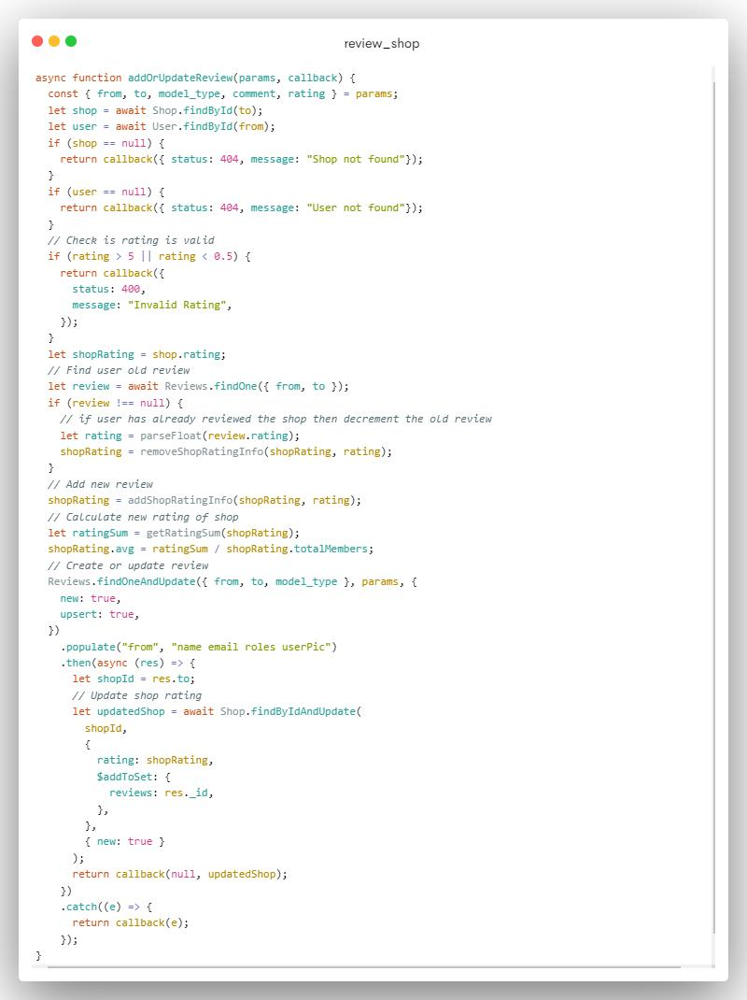 review_shop
async function addOrUpdateReview(params, callback) {
  const { from, to, model_type, comment, rating } = params;
  let shop = await Shop.findById(to);
  let user = await User.findById(from);
  if (shop == null) {
    return callback({ status: 404, message: "Shop not found"});
  }
  if (user == null) {
    return callback({ status: 404, message: "User not found"});
  }
  // Check is rating is valid
  if (rating > 5 || rating < 0.5) {
    return callback({
      status: 400,
      message: "Invalid Rating",
    });
  }
  let shopRating = shop.rating;
  // Find user old review
  let review = await Reviews.findOne({ from, to });
  if (review !== null) {
    // if user has already reviewed the shop then decrement the old review
    let rating = parseFloat(review.rating);
    shopRating = removeShopRatingInfo(shopRating, rating);
  }
  // Add new review
  shopRating = addShopRatingInfo(shopRating, rating);
  // Calculate new rating of shop
  let ratingSum = getRatingSum(shopRating);
  shopRating.avg = ratingSum / shopRating.totalMembers;
  // Create or update review
  Reviews.findOneAndUpdate({ from, to, model_type }, params, {
    new: true,
    upsert: true,
  })
    .populate("from", "name email roles userPic")
    .then(async (res) => {
      let shopId = res.to;
      // Update shop rating
      let updatedShop = await Shop.findByIdAndUpdate(
        shopId,
        {
          rating: shopRating,
          $addToSet: {
            reviews: res._id,
          },
        },
        { new: true }
      );
      return callback(null, updatedShop);
    })
    .catch((e) => {
      return callback(e);
    });
}